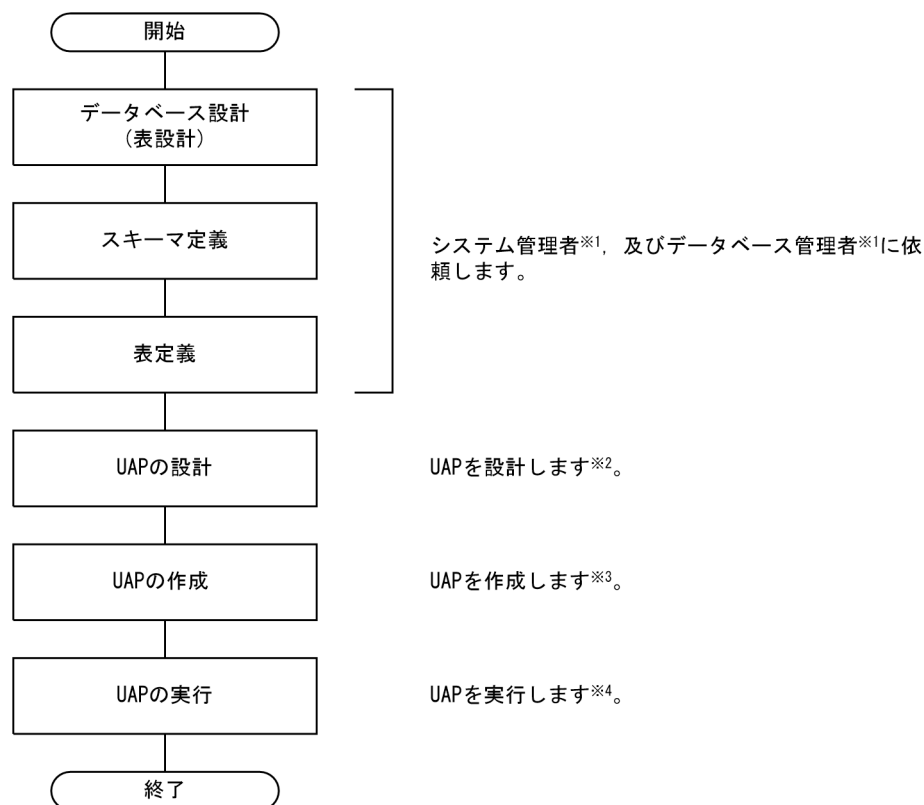 開始
データベース設計
（表設計）
スキーマ定義
システム管理者※1，及びデータベース管理者※1に依
頼します。
表定義
UAPの設計
UAPを設計します※2。
UAPの作成
UAPを作成します※3。
UAPの実行
UAPを実行します※4。
終了